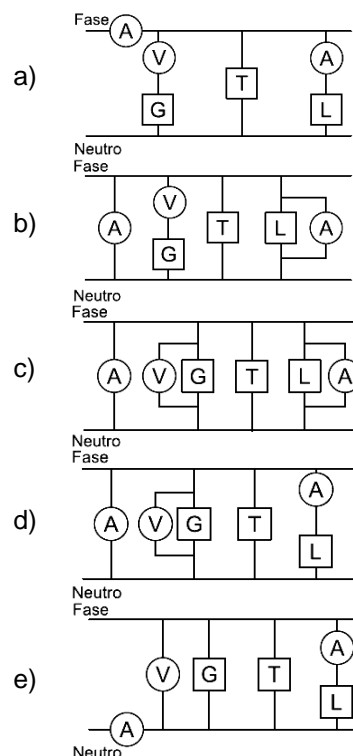 Fase A
V A
a) T
G L
Neutro
Fase
V
b) A T L A
G
Neutro
Fase
c) A V G T L A
Neutro
Fase
A
d) A V G T
L
Neutro
Fase
A
e) V G T
L
A
Neutro